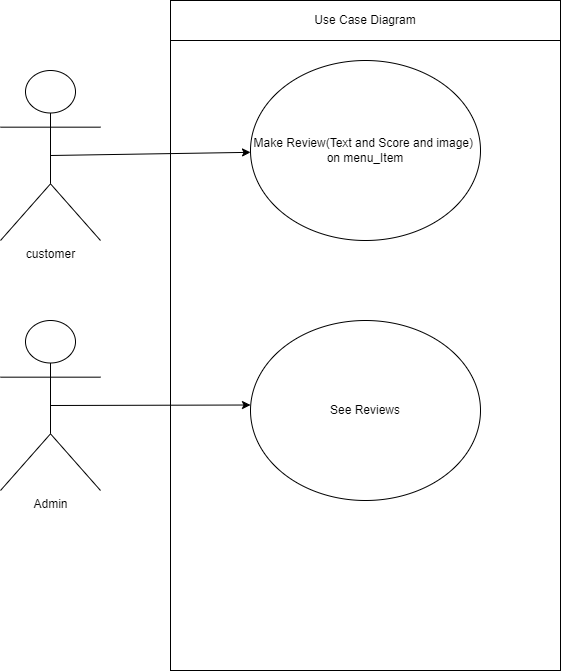 Use Case Diagram
Make Review(Text and Score and image)
on menu_Item
customer
See Reviews
Admin